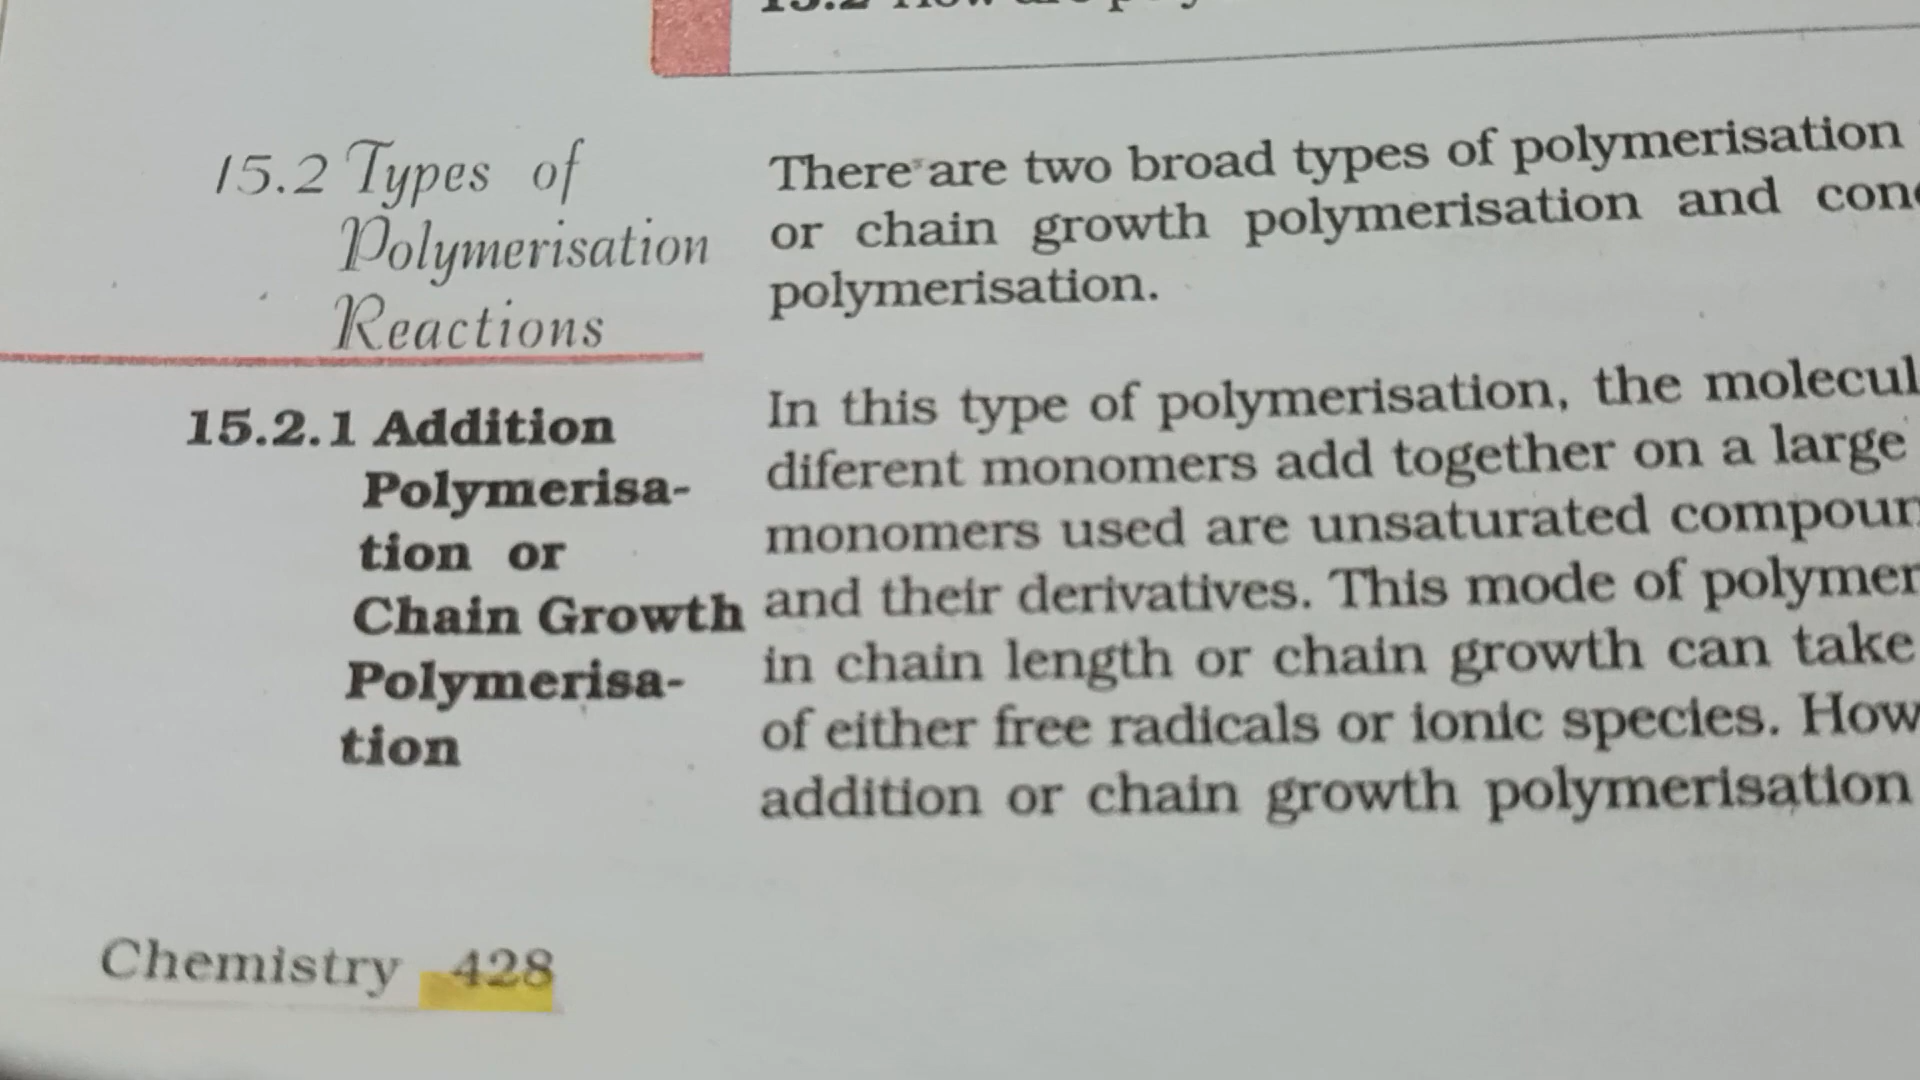 15.2 Types of
Polymerisation
Reactions
There are two broad types of polymerisation
or chain growth polymerisation and
polymerisation.
15.2.1 Addition
Polymerisa-
tion or
Chain Growth
Polymerisa-
tion
In this type of polymerisation, the
diferent monomers add together on a large
monomers used are unsaturated
and their derivatives. This mode of
in chain length or chain growth can take
of either free radicals or ionic species.
addition or chain growth polymerisation
Chemistry 428